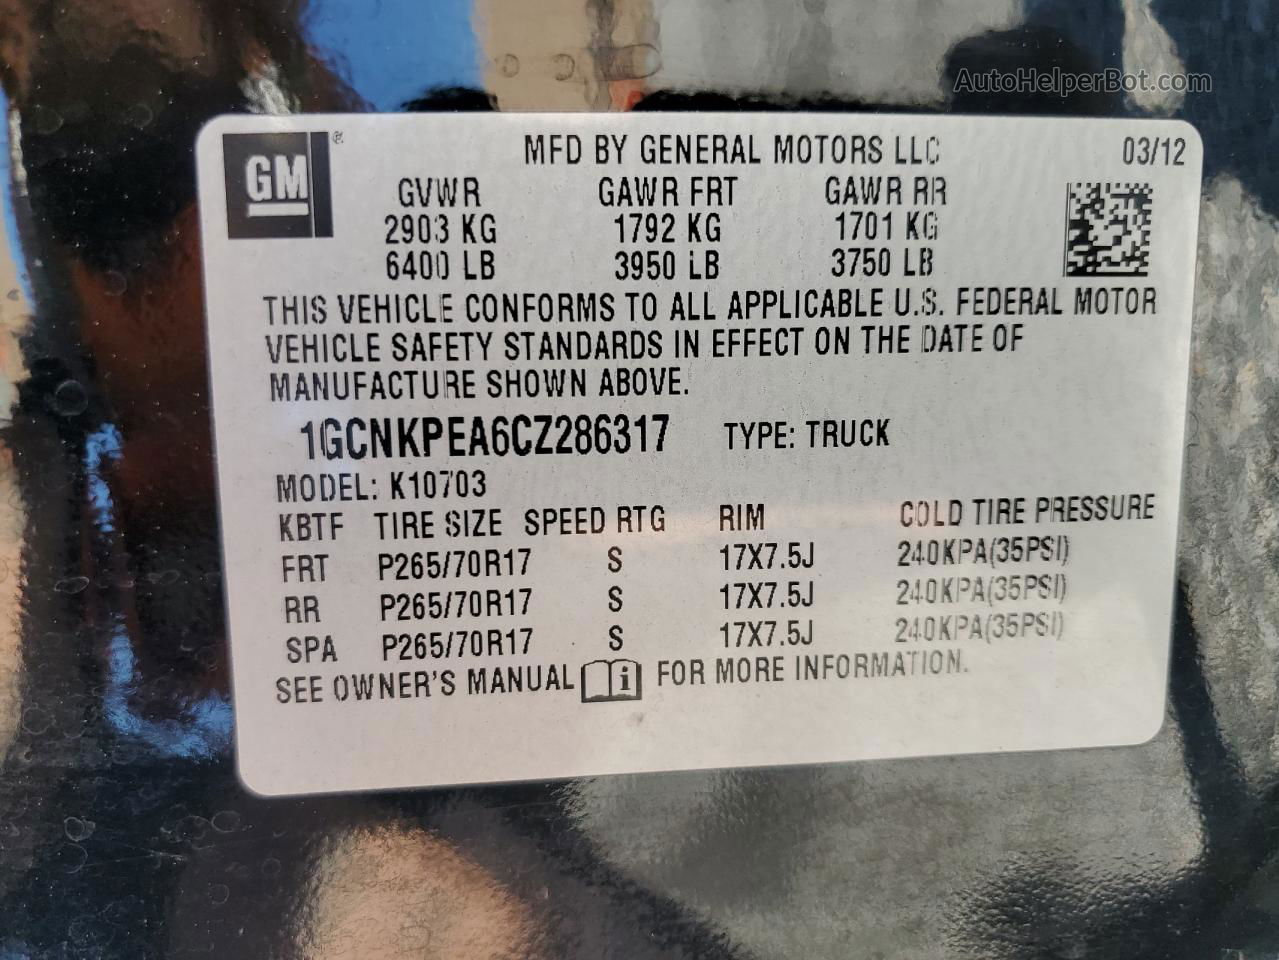 AutoHelperBot.com
GM ®
MFD BY GENERAL MOTORS LLC 03/12
GVWR GAWR FRT GAWR RR
2903 KG 1792 KG 1701 KG
6400 LB 3950 LB 3750 LB
THIS VEHICLE CONFORMS TO ALL APPLICABLE U.S. FEDERAL MOTOR
VEHICLE SAFETY STANDARDS IN EFFECT ON THE DATE OF
MANUFACTURE SHOWN ABOVE.
1GCNKPEA6CZ286317 TYPE: TRUCK
MODEL: K10703
KBTF TIRE SIZE SPEED RTG RIM COLD TIRE PRESSURE
FRT P265/70R17 S 17X7.5J 240KPA(35PSI)
RR P265/70R17 S 17X7.5J 240KPA(35PSI)
SPA P265/70R17 S 17X7.5J 240KPA(35PSI)
SEE OWNER'S MANUAL i FOR MORE INFORMATION.